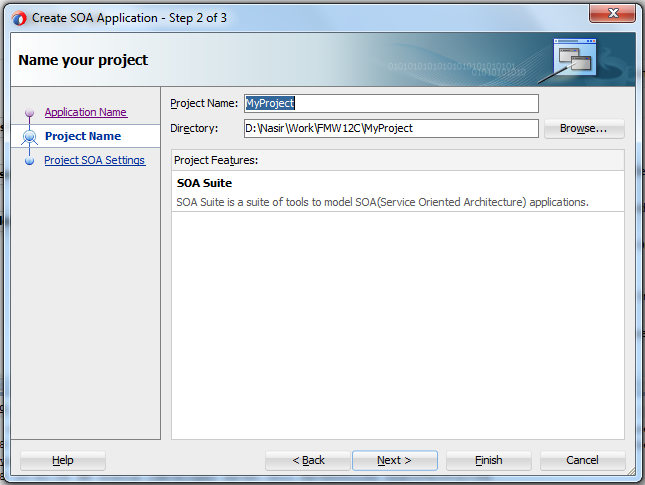 Create SOA Application - Step 2 of 3
Name your project
Application Name
Project Name
Project SOA Settings
Project Name: MyProject
Directory: D:\Nasir\Work\FMW12C\MyProject Browse...
Project Features:
SOA Suite
SOA Suite is a suite of tools to model SOA(Service Oriented Architecture) applications.
Help < Back Next > Finish Cancel